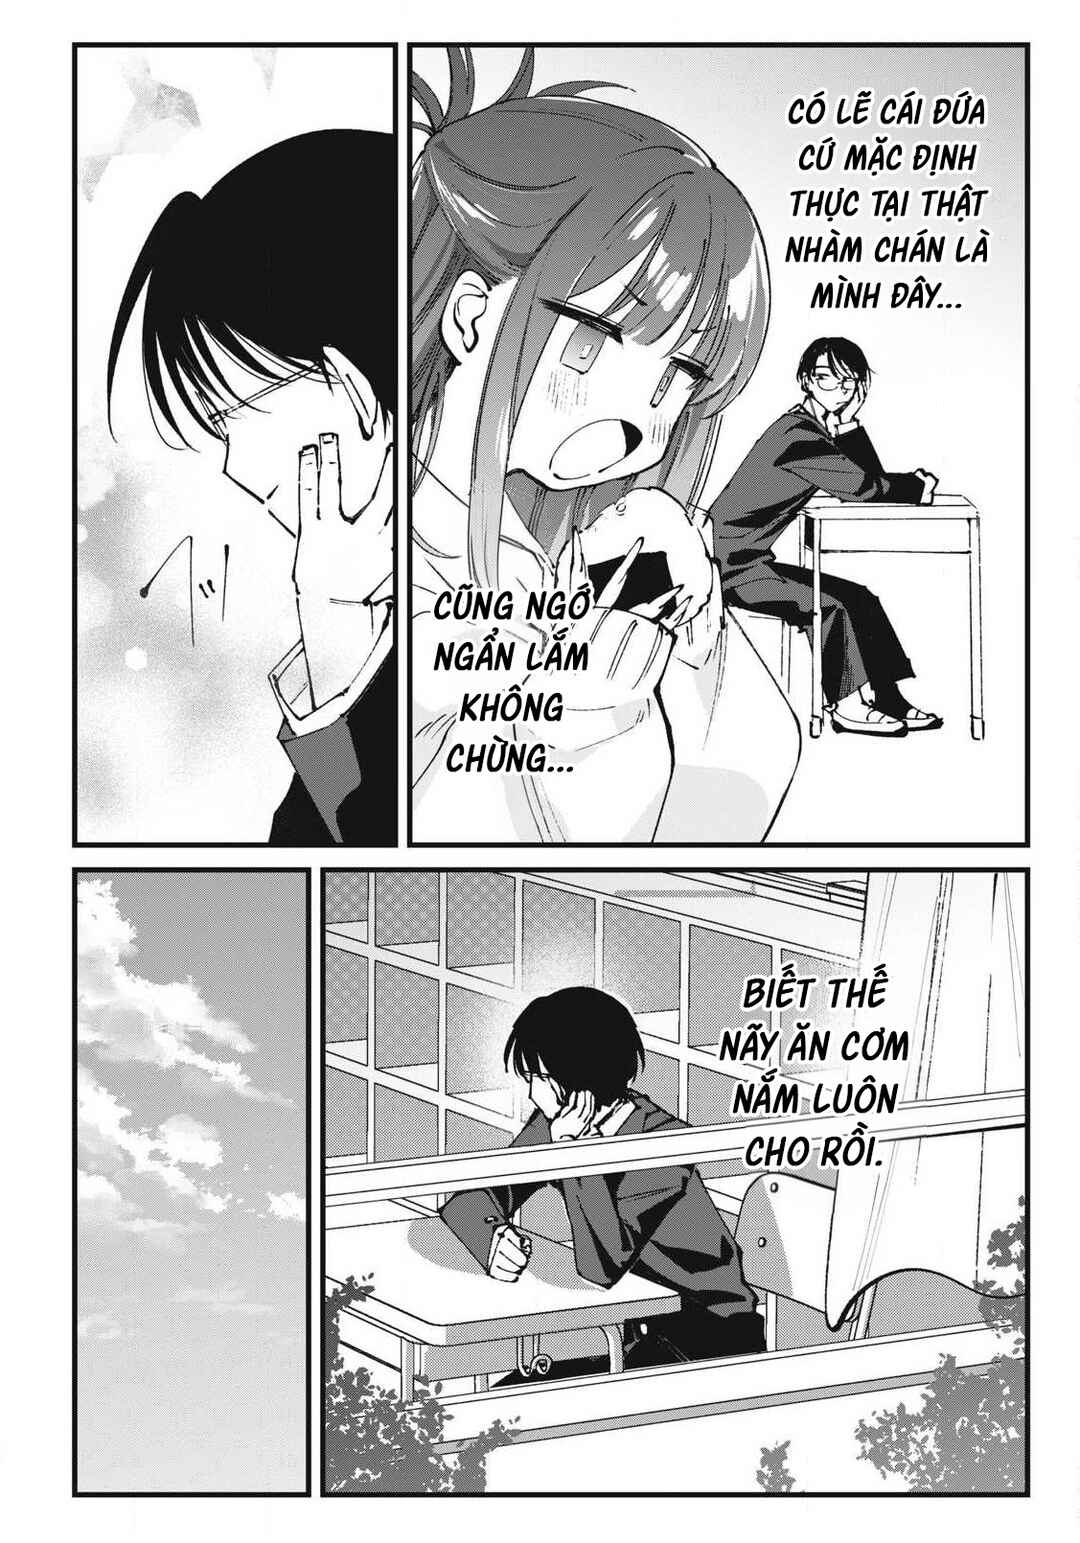 CÓ LẼ CÁI ĐỨA
CỨ MẶC ĐỊNH
THỰC TẠI THẬT
NHÀM CHÁN LÀ
MÌNH ĐÂY...
CŨNG NGỚ
NGẨN LẮM
KHÔNG
CHỪNG...
BIẾT THẾ
NÃY ĂN CƠM
NẮM LUÔN
CHO RỒI.